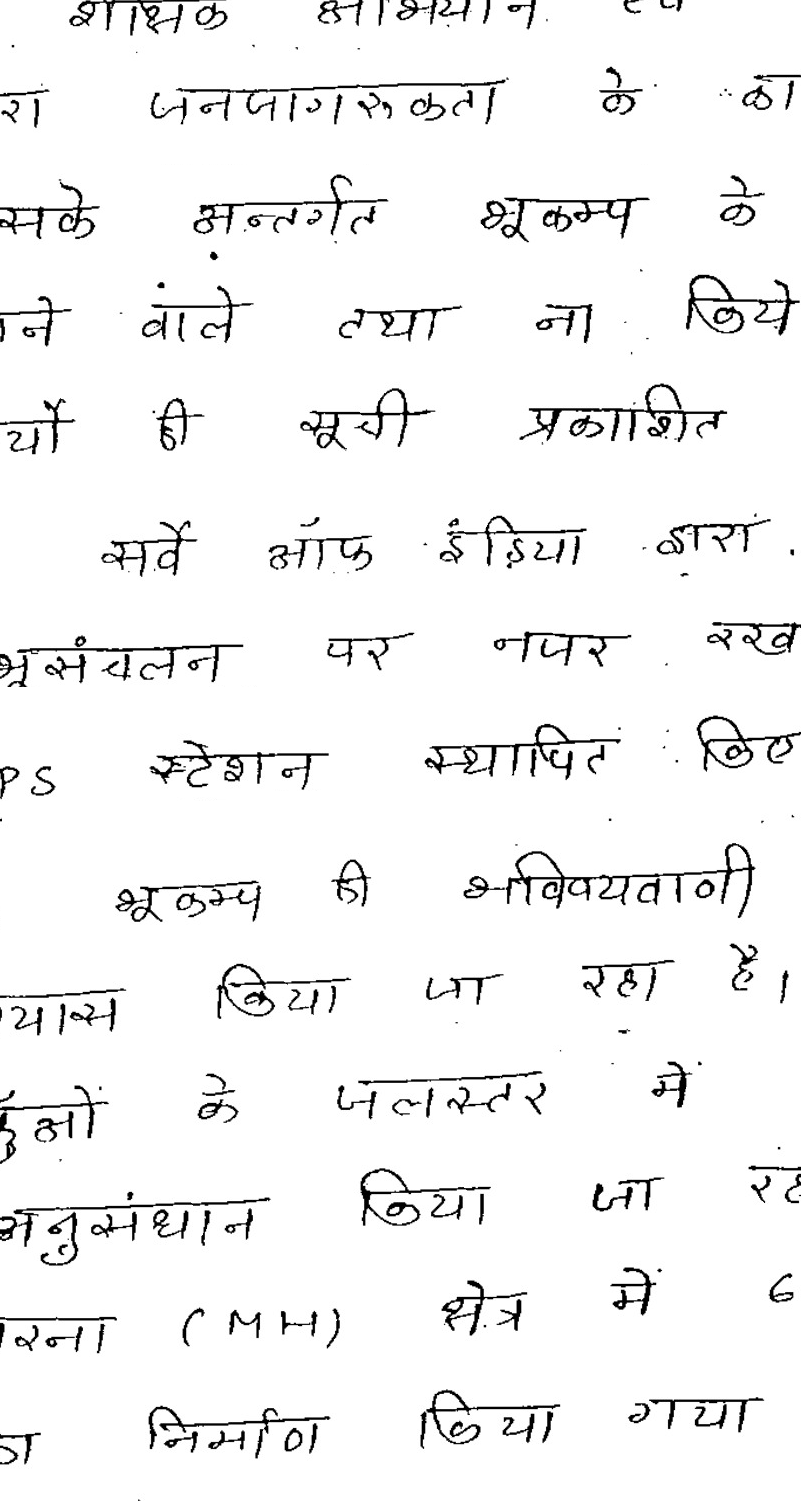 शैक्षिक अभियान एवं
रा जनजागरुकता के का
सके अन्तर्गत भूकम्प के
ने वाले तथा ना किये
र्यो की सूची प्रकाशित
सर्वे ऑफ इंडिया द्वारा
भूसंचलन पर नजर रख
PS स्टेशन स्थापित किए
भूकम्प की भविष्यवाणी
यास किया जा रहा है।
कुँओं के जलस्तर में
अनुसंधान किया जा रह
रना (MH) क्षेत्र में 6
का निर्माण किया गया